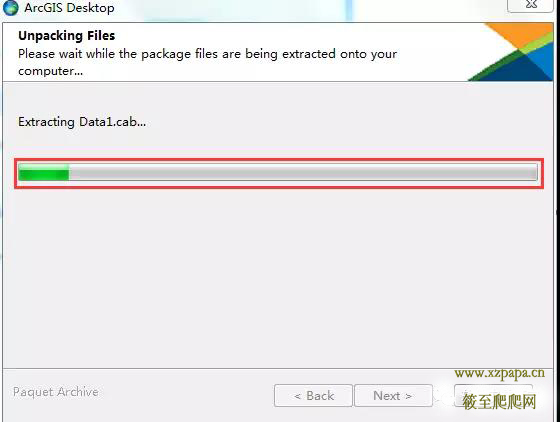 ArcGIS Desktop
Unpacking Files
Please wait while the package files are being extracted onto your
computer...
Extracting Data1.cab...
Paquet Archive
< Back
Next >
www.xzpapa.cn
筱至爬爬网